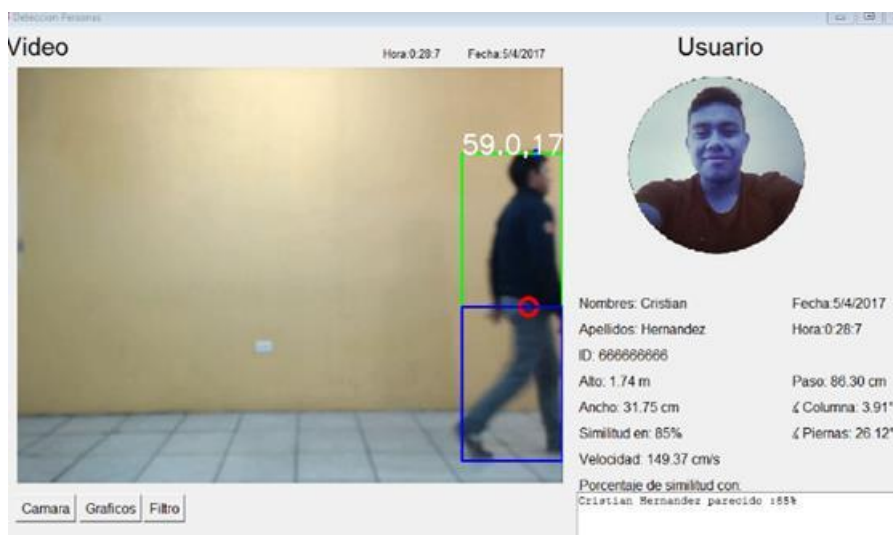 Deteccion Personas
Video
Hora:0:28:7 Fecha:5/4/2017
59.0,17
Camara Graficos Filtro
Usuario
Nombres: Cristian Fecha:5/4/2017
Apellidos: Hernandez Hora:0:28:7
ID: 666666666
Alto: 1.74 m Paso: 86.30 cm
Ancho: 31.75 cm ∠ Columna: 3.91°
Similitud en: 85% ∠ Piernas: 26.12°
Velocidad: 149.37 cm/s
Porcentaje de similitud con:
Cristian Hernandez parecido :85%